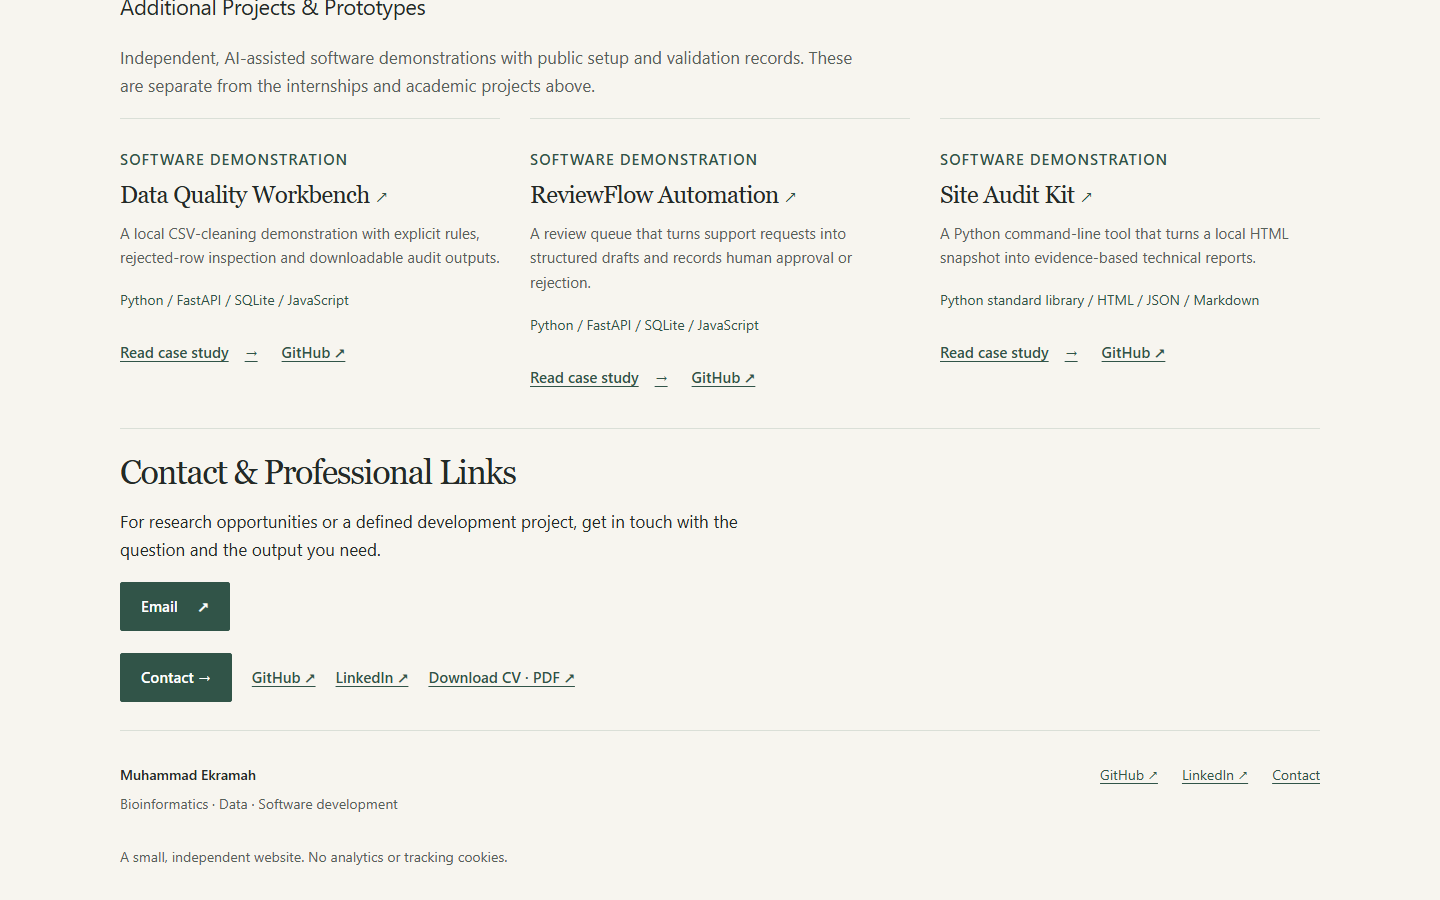 Additional Projects & Prototypes
Independent, AI-assisted software demonstrations with public setup and validation records. These
are separate from the internships and academic projects above.
SOFTWARE DEMONSTRATION
Data Quality Workbench ↗
A local CSV-cleaning demonstration with explicit rules,
rejected-row inspection and downloadable audit outputs.
Python / FastAPI / SQLite / JavaScript
Read case study → GitHub ↗
SOFTWARE DEMONSTRATION
ReviewFlow Automation ↗
A review queue that turns support requests into
structured drafts and records human approval or
rejection.
Python / FastAPI / SQLite / JavaScript
Read case study → GitHub ↗
SOFTWARE DEMONSTRATION
Site Audit Kit ↗
A Python command-line tool that turns a local HTML
snapshot into evidence-based technical reports.
Python standard library / HTML / JSON / Markdown
Read case study → GitHub ↗
Contact & Professional Links
For research opportunities or a defined development project, get in touch with the
question and the output you need.
Email ↗
Contact → GitHub ↗ LinkedIn ↗ Download CV · PDF ↗
Muhammad Ekramah
Bioinformatics · Data · Software development
GitHub ↗ LinkedIn ↗ Contact
A small, independent website. No analytics or tracking cookies.